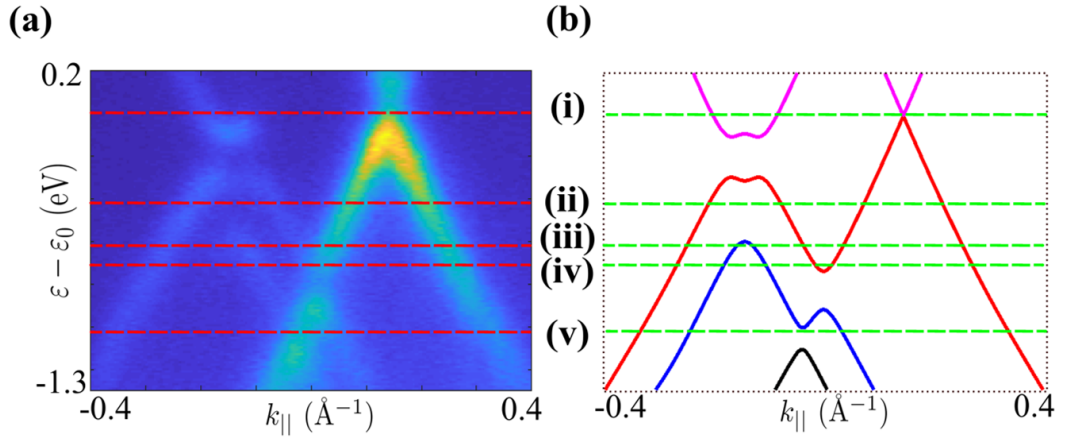 (a)
0.2
ε − ε₀ (eV)
-1.3
-0.4
k|| (Å⁻¹)
0.4
(b)
(i)
(ii)
(iii)
(iv)
(v)
-0.4
k|| (Å⁻¹)
0.4